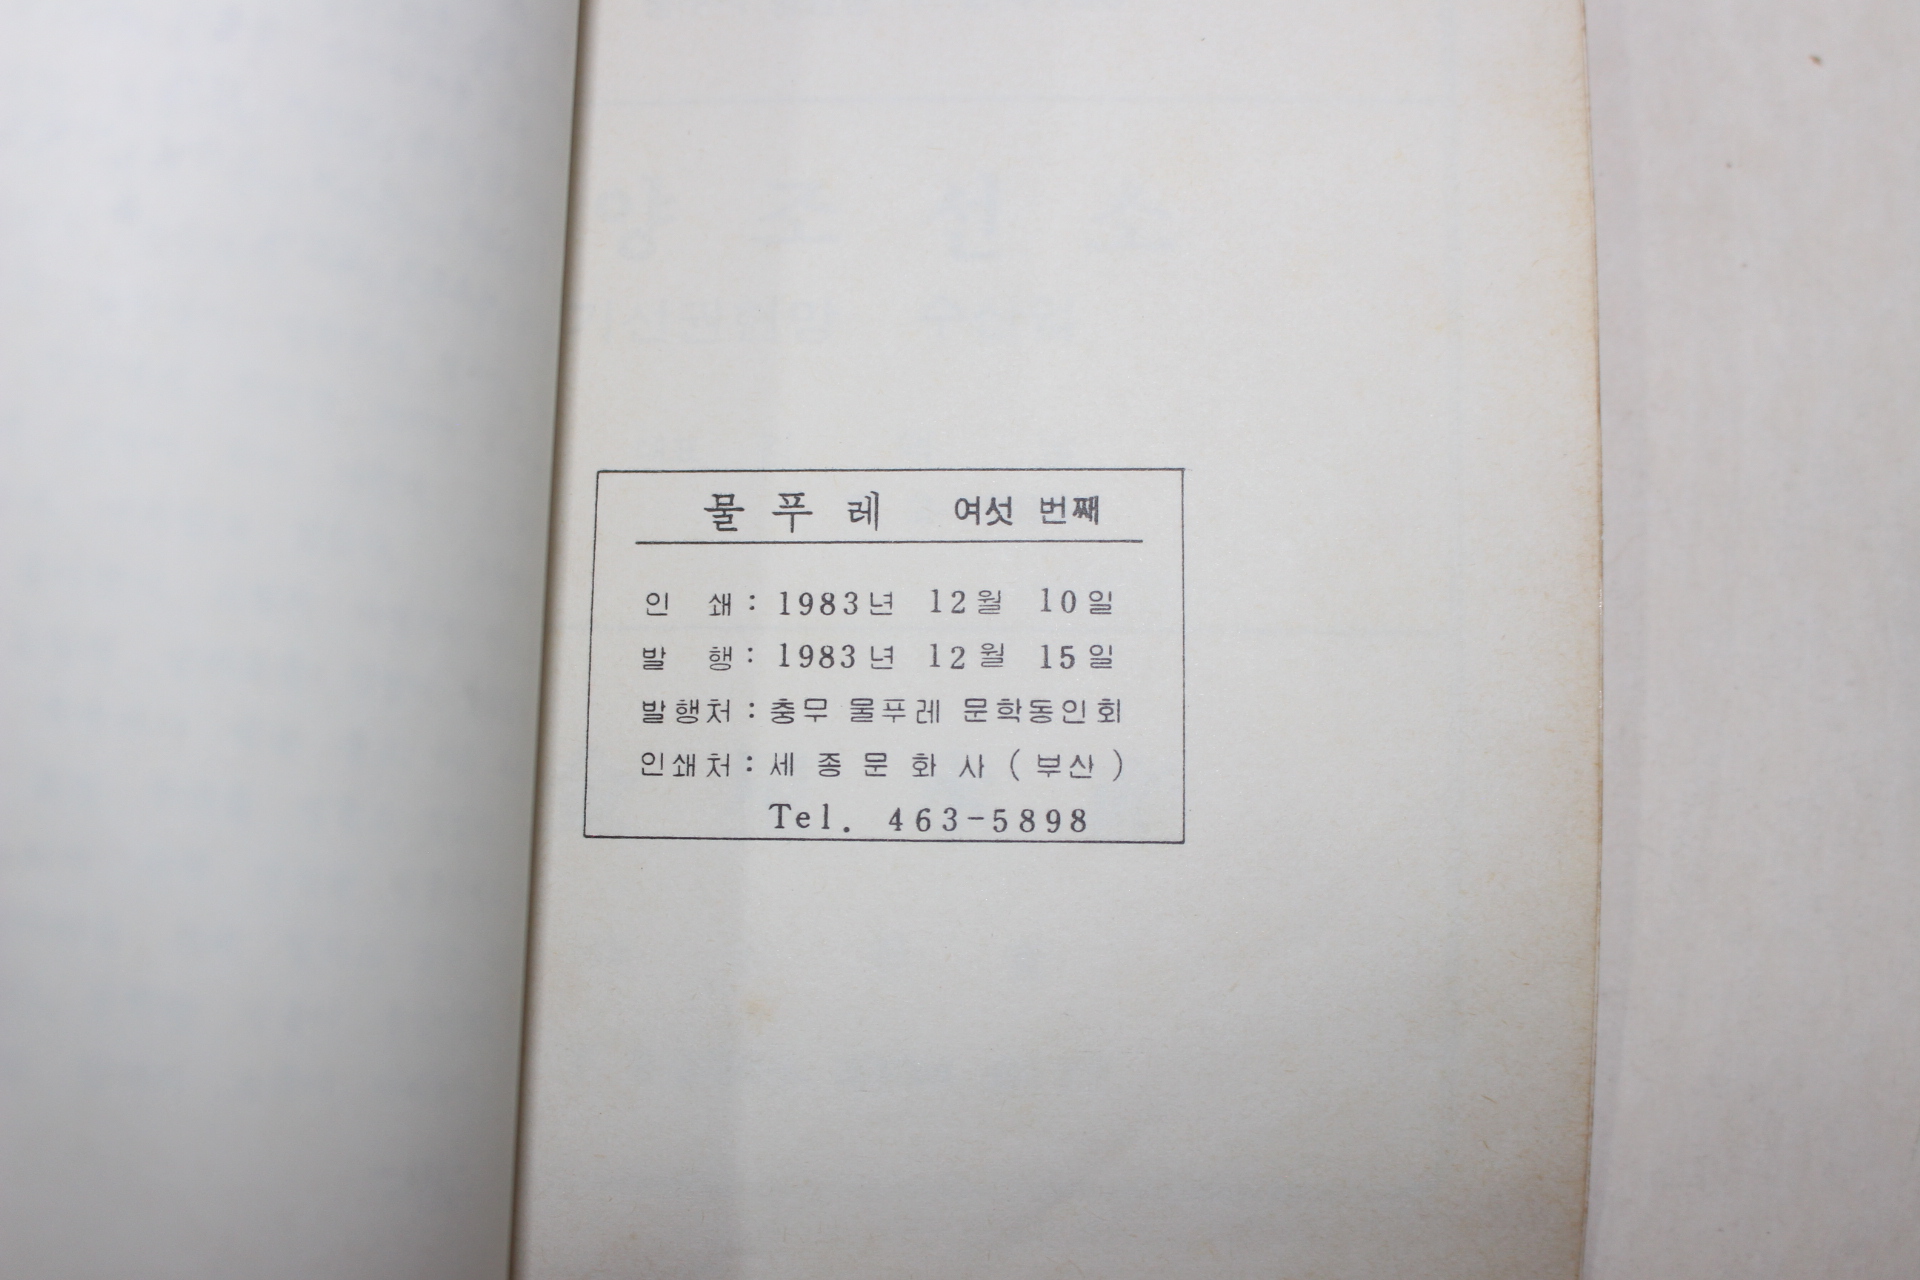 물푸레 여섯 번째
인 쇄: 1983년 12월 10일
발 행: 1983년 12월 15일
발행처: 충무 물푸레 문학동인회
인쇄처: 세종문화사 (부산)
Tel. 463-5898